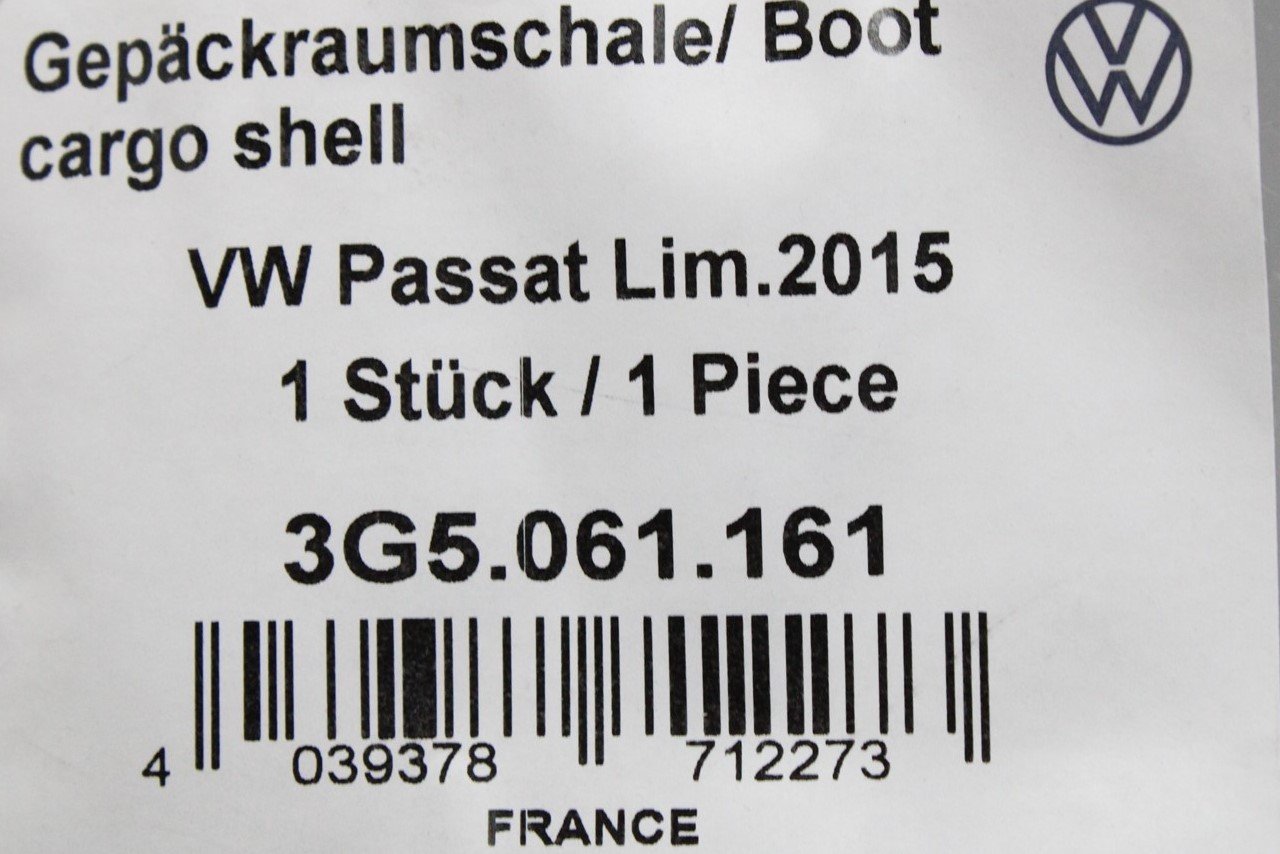 Gepäckraumschale/ Boot
cargo shell
VW Passat Lim.2015
1 Stück / 1 Piece
3G5.061.161
4 039378 712273
FRANCE